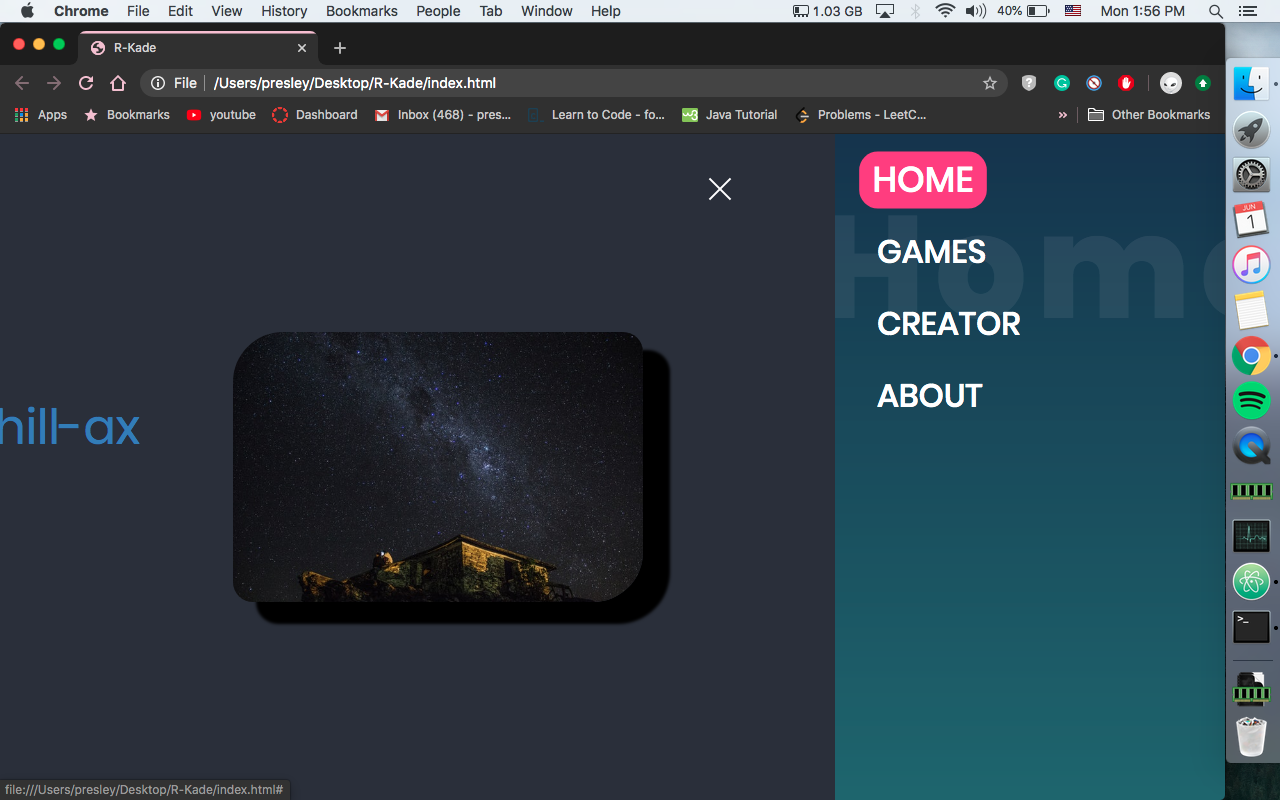 Chrome File Edit View History Bookmarks People Tab Window Help 1.03 GB 40% Mon 1:56 PM
R-Kade
File /Users/presley/Desktop/R-Kade/index.html
Apps Bookmarks youtube Dashboard Inbox (468) - pres... Learn to Code - fo... Java Tutorial Problems - LeetC... » Other Bookmarks
HOME
Home
GAMES
CREATOR
ABOUT
hill-ax
JUN
1
file:///Users/presley/Desktop/R-Kade/index.html#